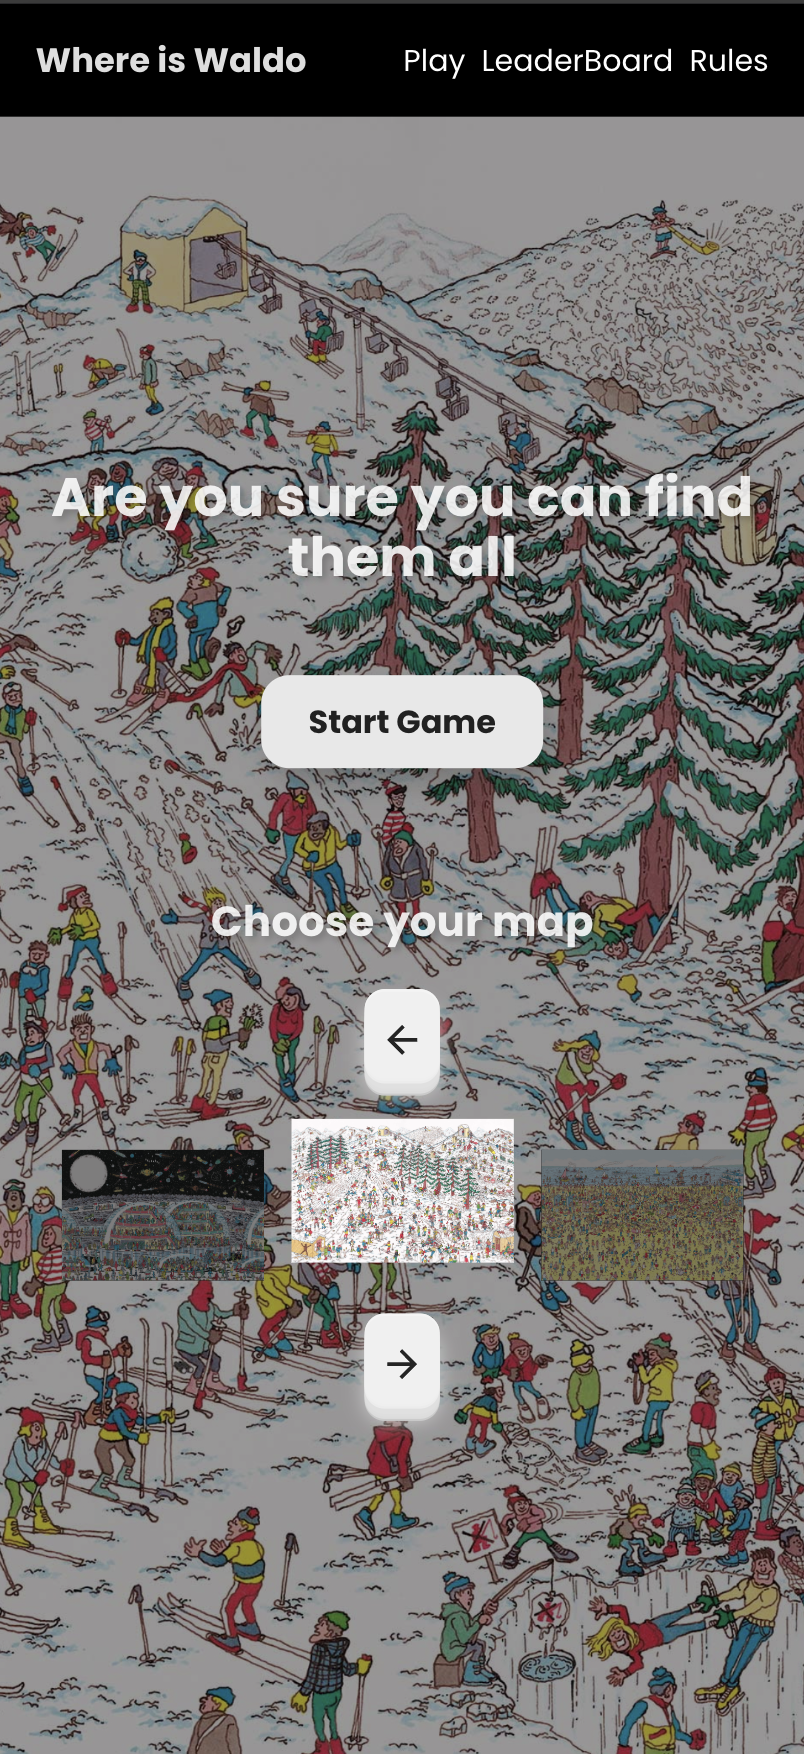 Where is Waldo
Play LeaderBoard Rules
Are you sure you can find
them all
Start Game
Choose your map
←
→